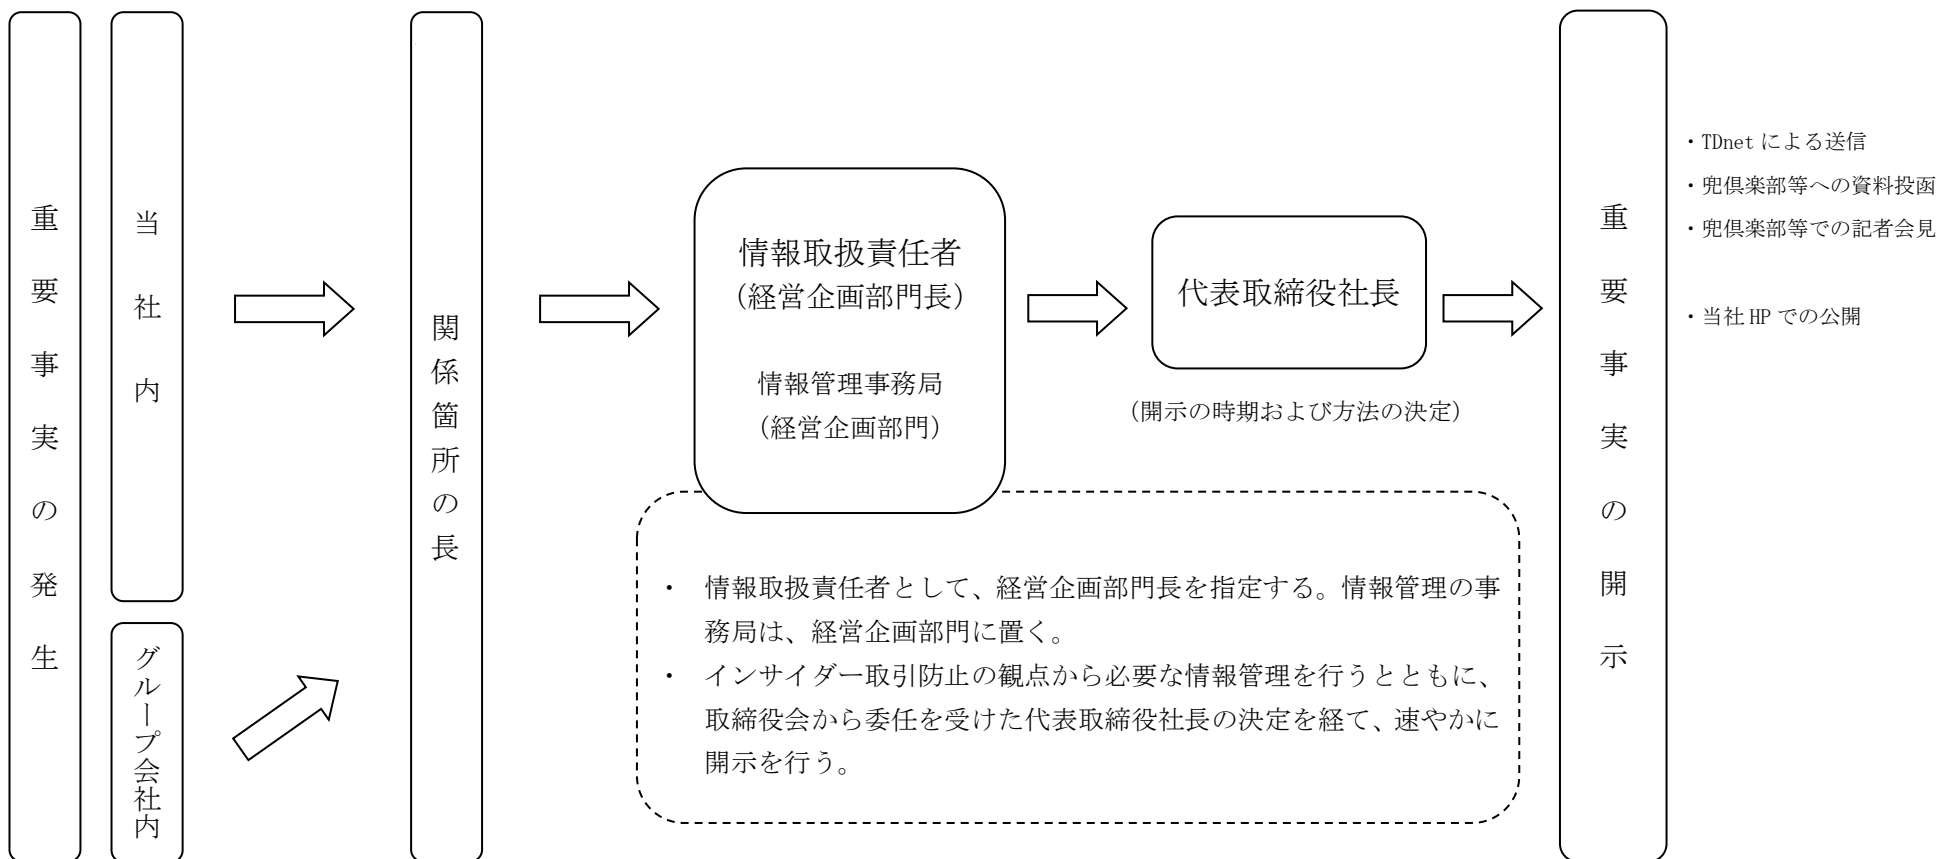 重要事実の発生
当社内
グループ会社内
関係箇所の長
情報取扱責任者
（経営企画部門長）
情報管理事務局
（経営企画部門）
代表取締役社長
（開示の時期および方法の決定）
・ 情報取扱責任者として、経営企画部門長を指定する。情報管理の事
務局は、経営企画部門に置く。
・ インサイダー取引防止の観点から必要な情報管理を行うとともに、
取締役会から委任を受けた代表取締役社長の決定を経て、速やかに
開示を行う。
重要事実の開示
・TDnet による送信
・兜倶楽部等への資料投函
・兜倶楽部等での記者会見
・当社 HP での公開